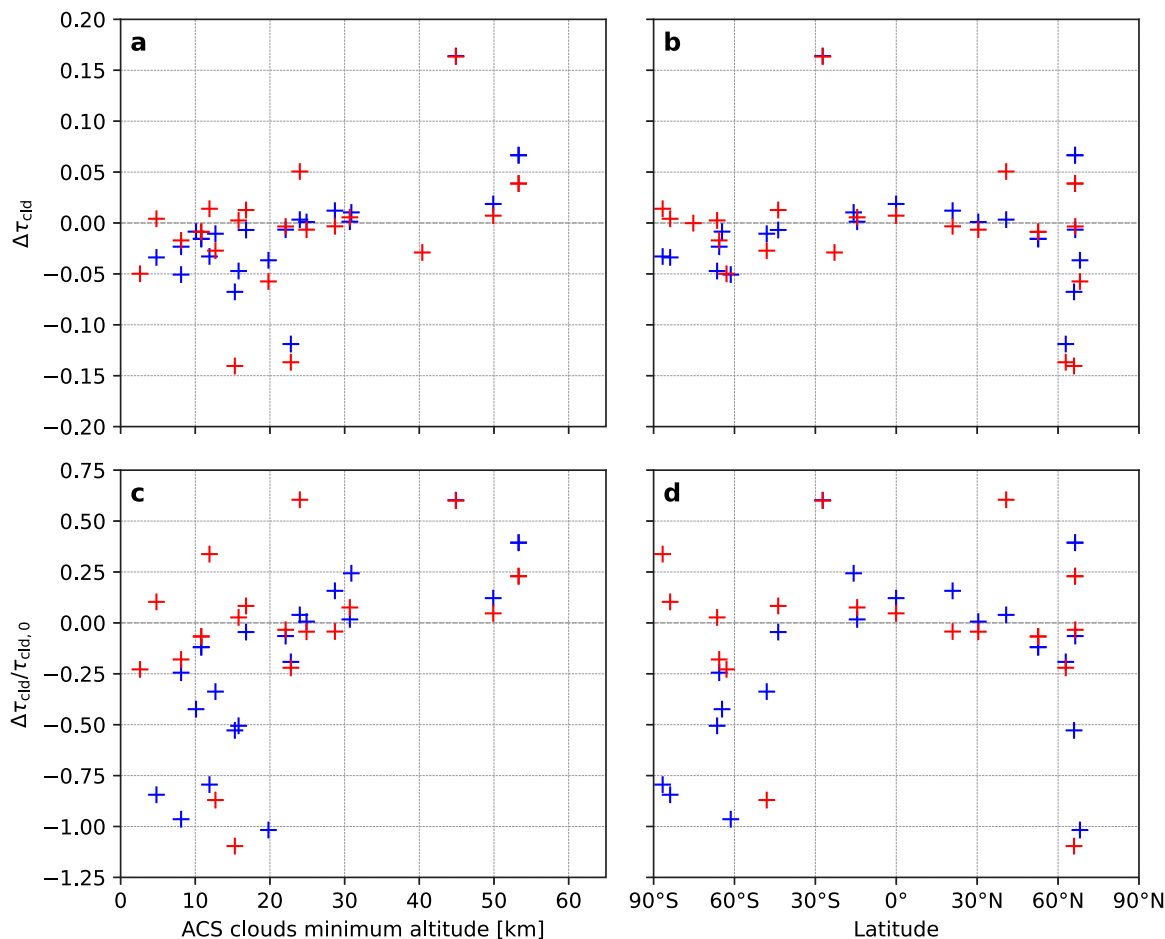 a
b
0.20
0.15
0.10
0.05
0.00
−0.05
−0.10
−0.15
−0.20
Δτcld
c
d
0.75
0.50
0.25
0.00
−0.25
−0.50
−0.75
−1.00
−1.25
Δτcld/τcld, 0
0 10 20 30 40 50 60
90°S 60°S 30°S 0° 30°N 60°N 90°N
ACS clouds minimum altitude [km]
Latitude